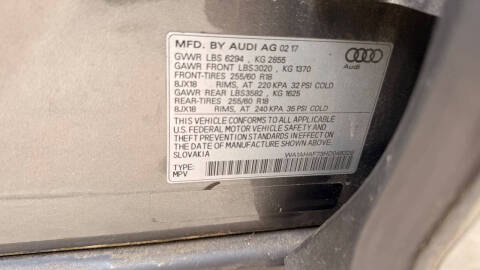 MFD. BY AUDI AG 02 17
GVWR LBS 6294 , KG 2855
GAWR FRONT LBS3020 , KG 1370
FRONT-TIRES 255/60 R18
8JX18 RIMS, AT 220 KPA 32 PSI COLD
GAWR REAR LBS3582 , KG 1625
REAR-TIRES 255/60 R18
8JX18 RIMS, AT 240 KPA 35 PSI COLD
Audi
THIS VEHICLE CONFORMS TO ALL APPLICABLE
U.S. FEDERAL MOTOR VEHICLE SAFETY AND
THEFT PREVENTION STANDARDS IN EFFECT ON
THE DATE OF MANUFACTURE SHOWN ABOVE.
SLOVAKIA
TYPE:
MPV